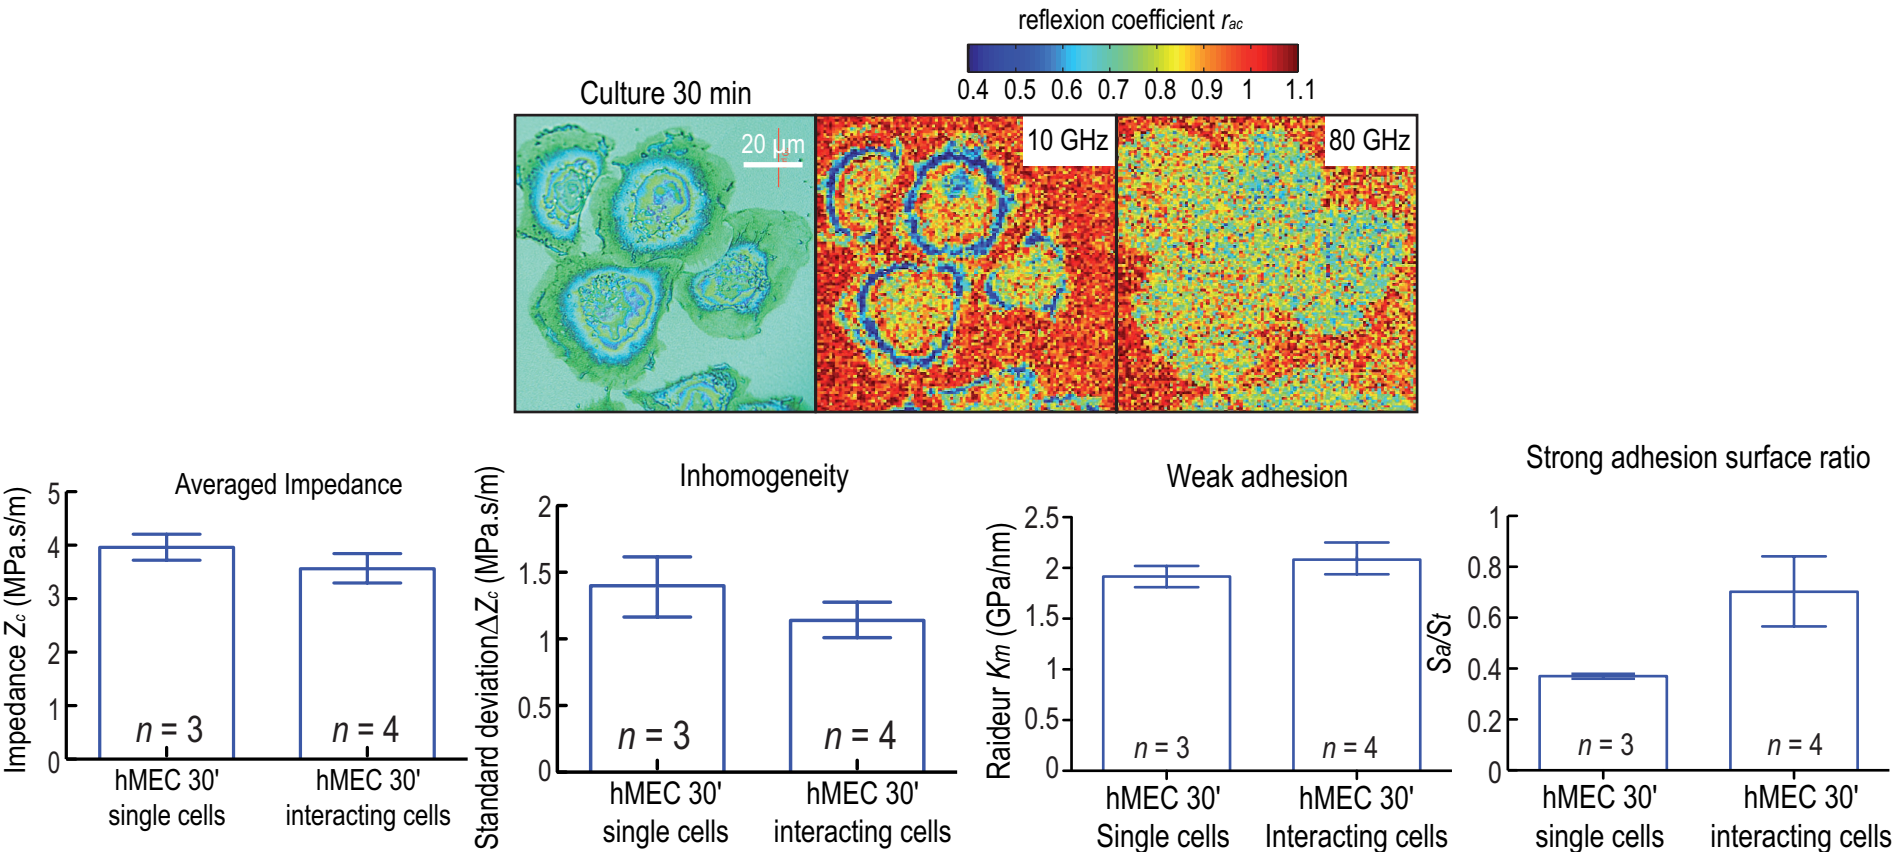 reflexion coefficient rac
0.4 0.5 0.6 0.7 0.8 0.9 1 1.1
Culture 30 min
20 µm
10 GHz
80 GHz
Averaged Impedance
Impedance Zc (MPa.s/m)
5
4
3
2
1
0
n = 3
n = 4
hMEC 30'
single cells
hMEC 30'
interacting cells
Inhomogeneity
Standard deviation∆Zc (MPa.s/m)
2
1.5
1
0.5
0
n = 3
n = 4
hMEC 30'
single cells
hMEC 30'
interacting cells
Weak adhesion
Raideur Km (GPa/nm)
2.5
2
1.5
1
0.5
0
n = 3
n = 4
hMEC 30'
Single cells
hMEC 30'
Interacting cells
Strong adhesion surface ratio
Sa/St
1
0.8
0.6
0.4
0.2
0
n = 3
n = 4
hMEC 30'
single cells
hMEC 30'
interacting cells